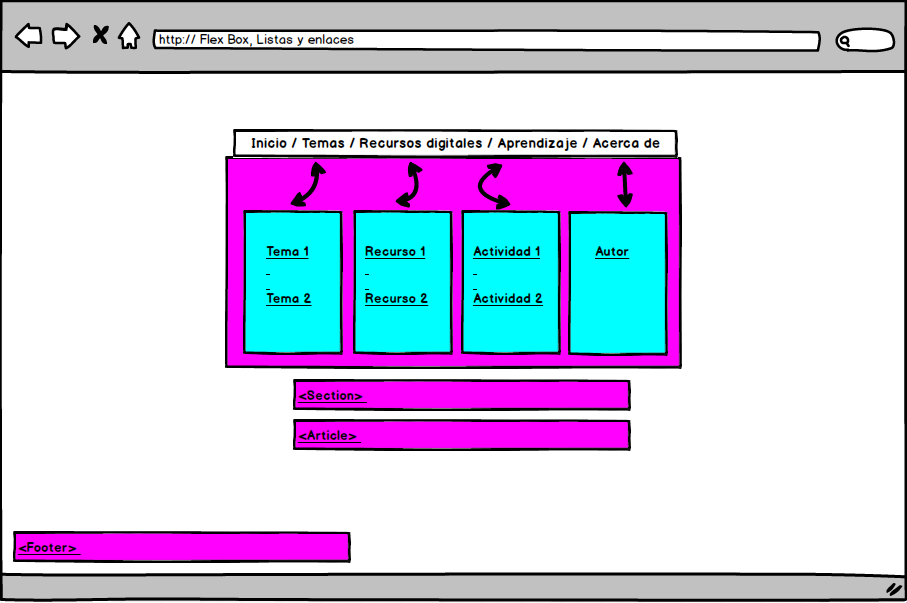 http:// Flex Box, Listas y enlaces
Inicio / Temas / Recursos digitales / Aprendizaje / Acerca de
Tema 1
-
-
Tema 2
Recurso 1
-
-
Recurso 2
Actividad 1
-
-
Actividad 2
Autor
<Section>
<Article>
<Footer>